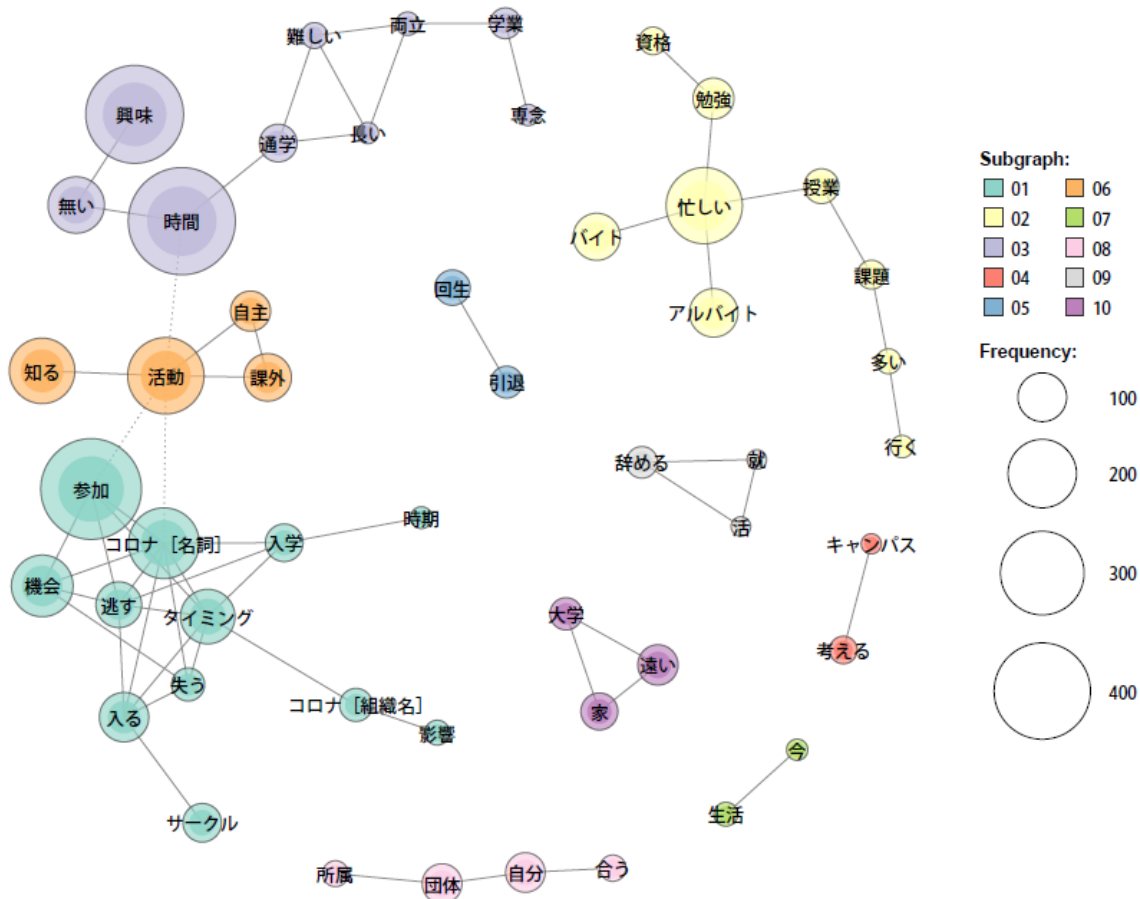 難しい
両立
学業
専念
長い
通学
興味
無い
時間
資格
勉強
忙しい
授業
バイト
アルバイト
課題
多い
行く
回生
引退
自主
知る
活動
課外
参加
コロナ［名詞］
入学
時期
機会
逃す
タイミング
失う
入る
コロナ［組織名］
影響
サークル
辞める
就
活
キャンパス
考える
大学
遠い
家
今
生活
所属
団体
自分
合う
Subgraph:
01
02
03
04
05
06
07
08
09
10
Frequency:
100
200
300
400